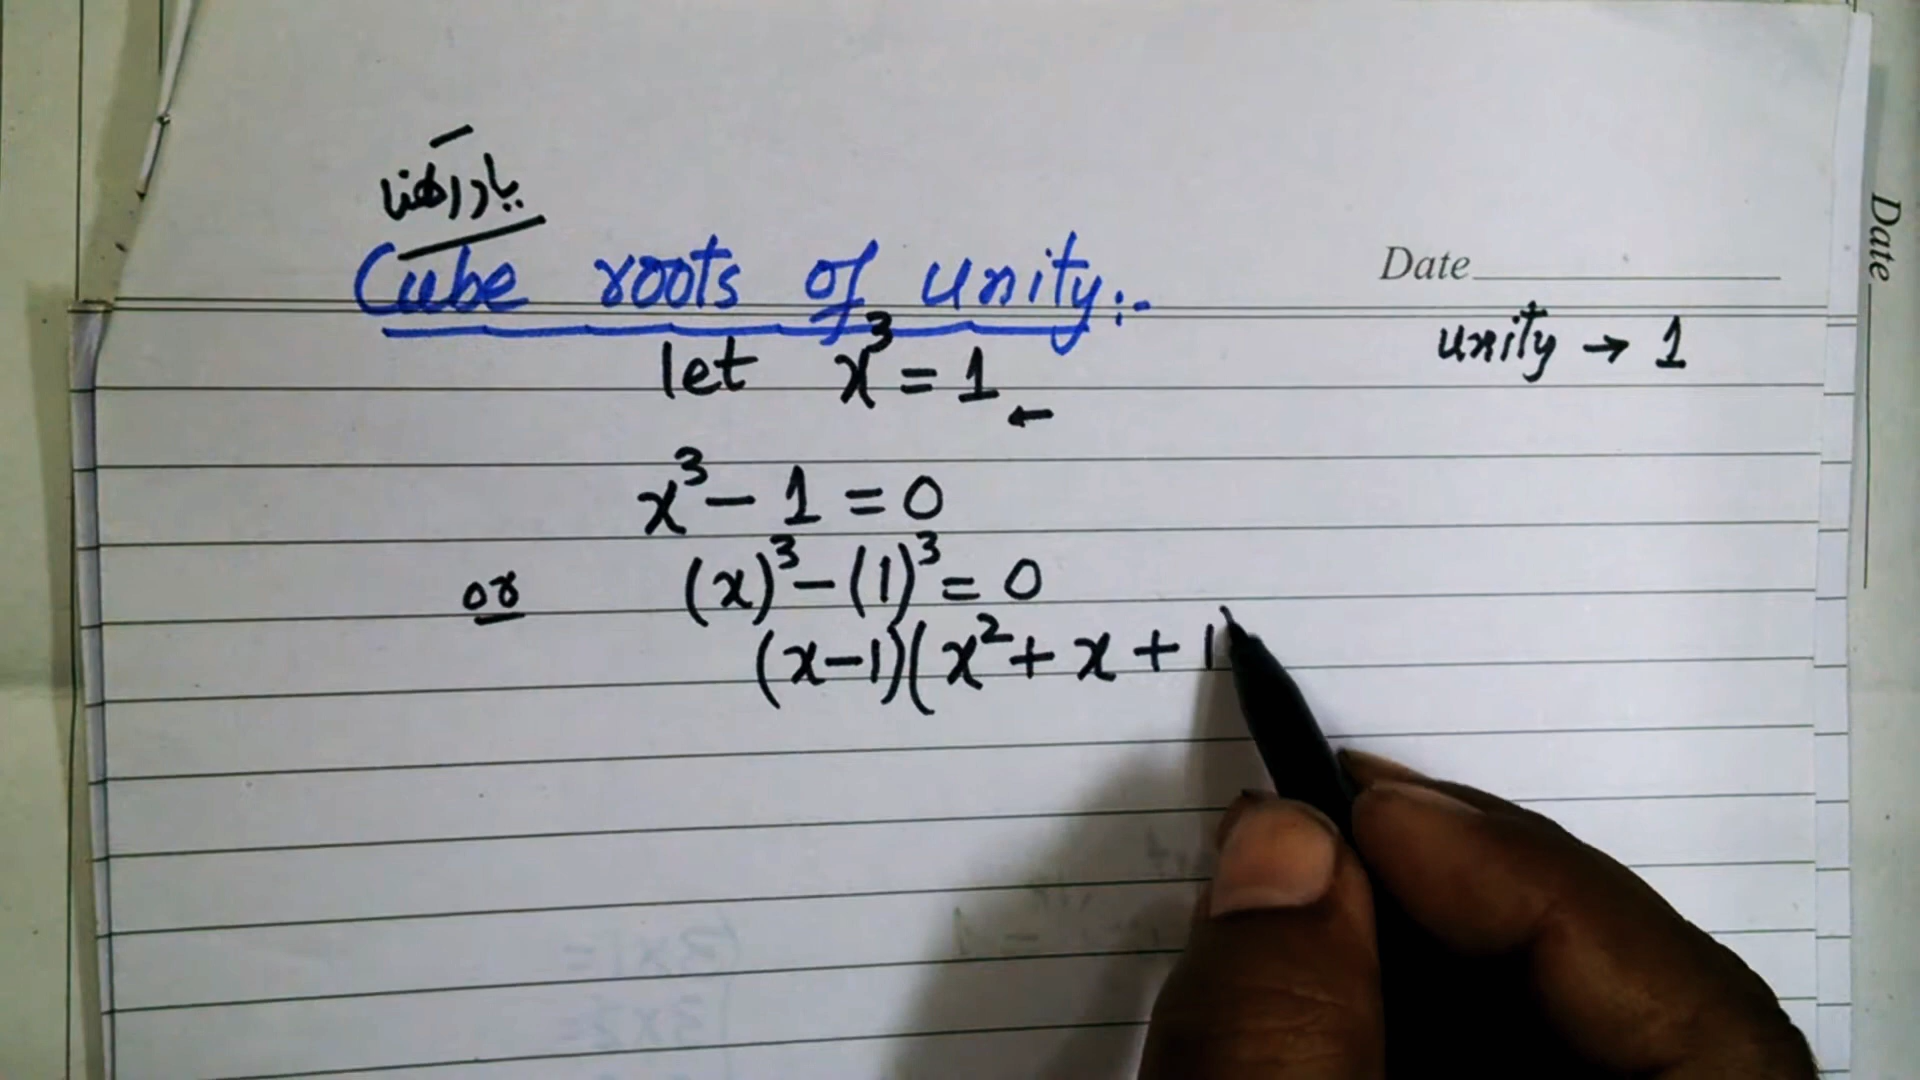 یاد رکھنا
Cube roots of unity:-
Date
Date
unity → 1
let x³ = 1 ←
x³ - 1 = 0
or (x)³ - (1)³ = 0
(x-1)(x² + x + 1